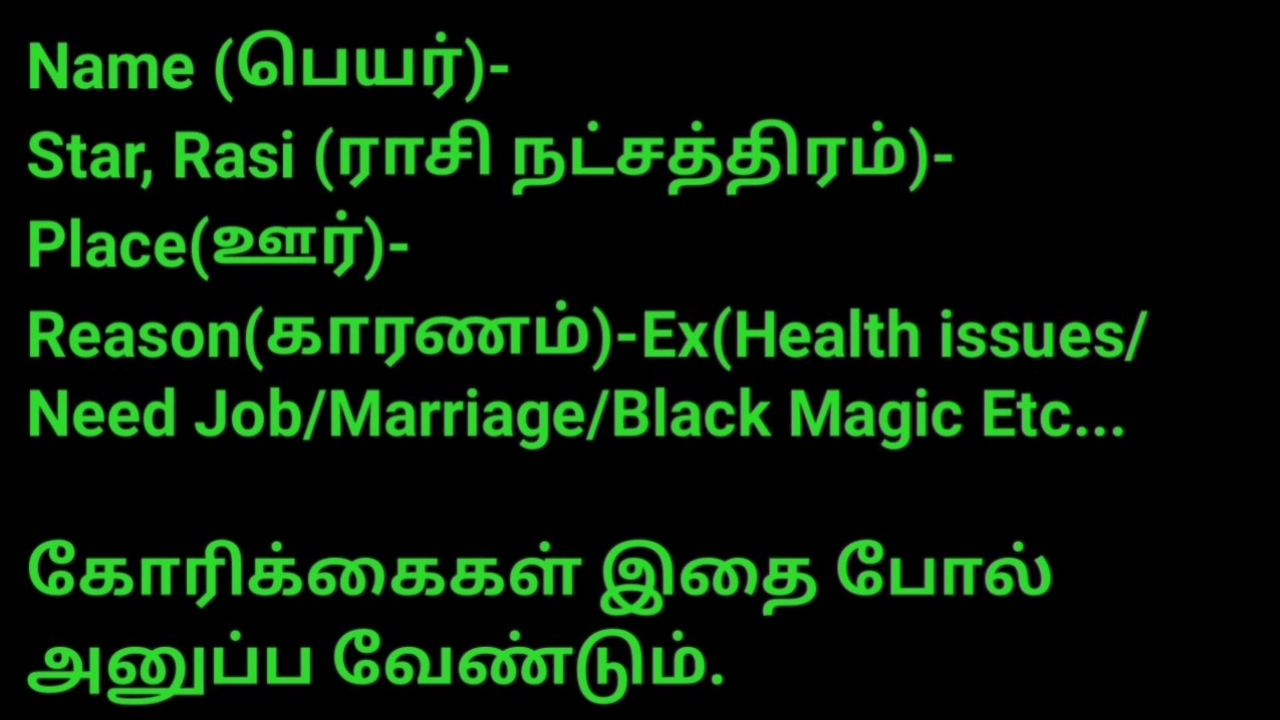 Name (பெயர்)-
Star, Rasi (ராசி நட்சத்திரம்)-
Place(ஊர்)-
Reason(காரணம்)-Ex(Health issues/
Need Job/Marriage/Black Magic Etc...
கோரிக்கைகள் இதை போல்
அனுப்ப வேண்டும்.